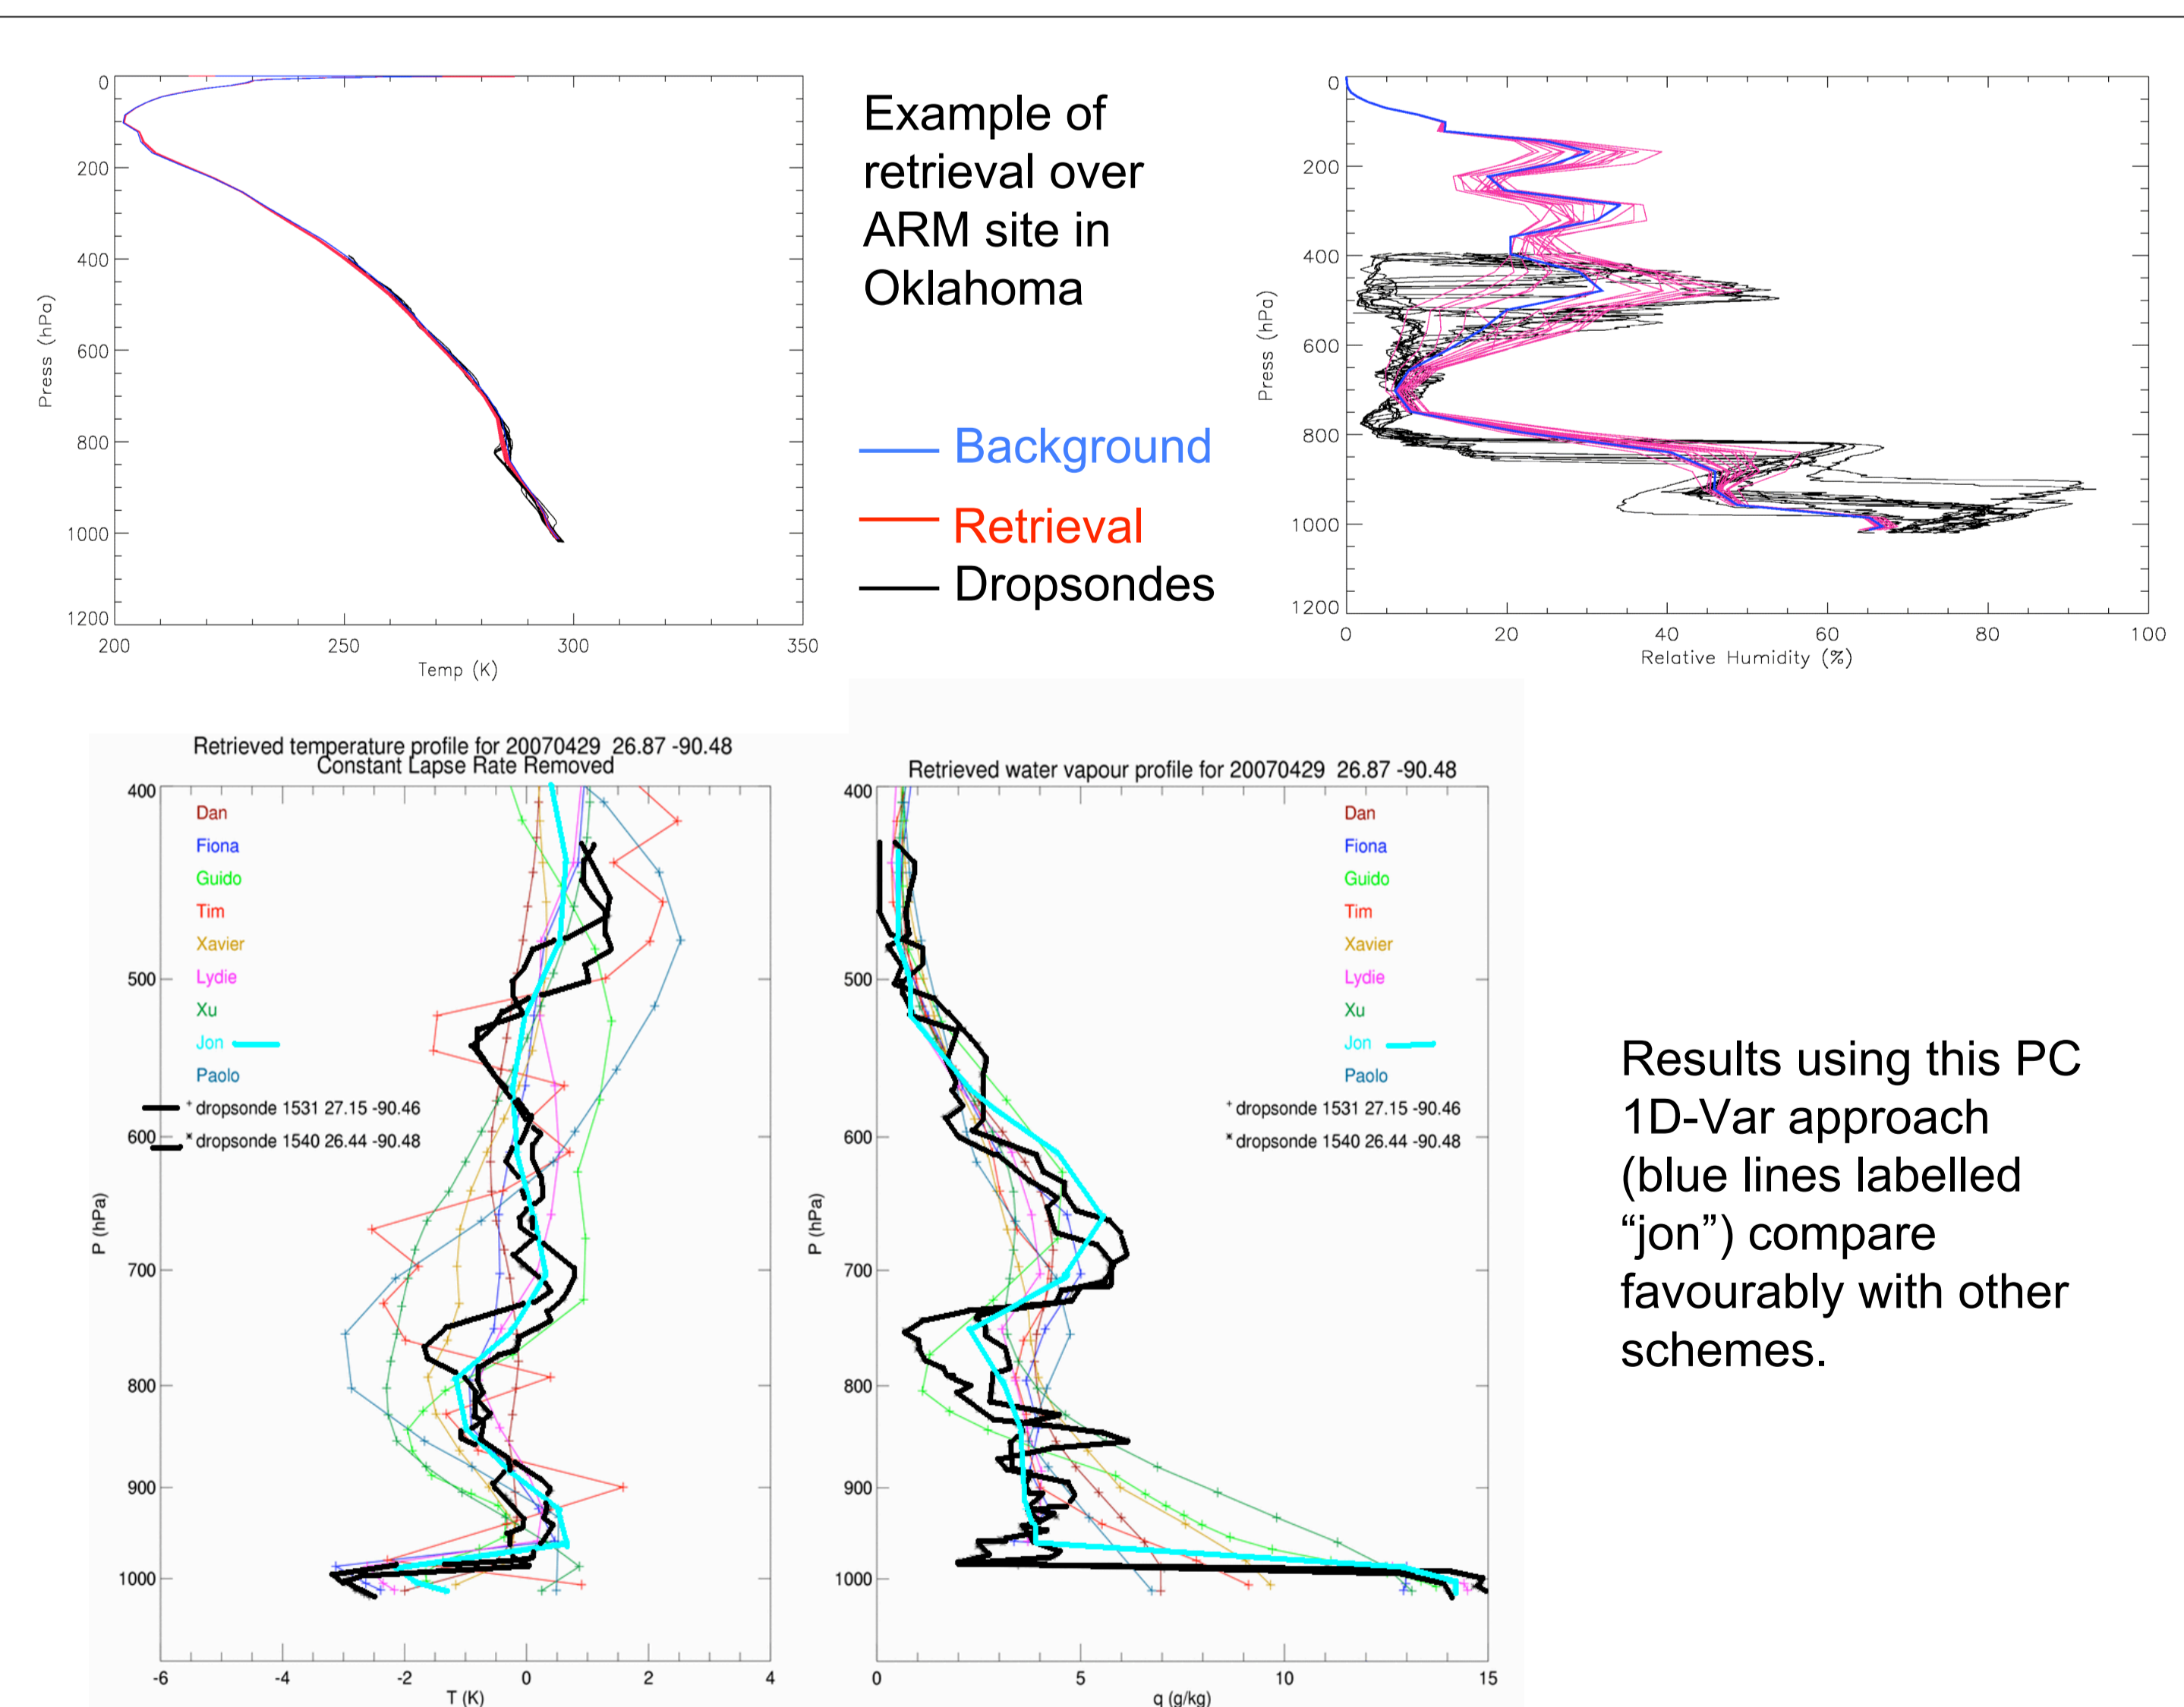 0
200
400
600
800
1000
1200
Press (hPa)
200
250
300
350
Temp (K)
Example of
retrieval over
ARM site in
Oklahoma
Background
Retrieval
Dropsondes
0
200
400
600
800
1000
1200
Press (hPa)
0
20
40
60
80
100
Relative Humidity (%)
Retrieved temperature profile for 20070429 26.87 -90.48
Constant Lapse Rate Removed
400
500
600
700
800
900
1000
P (hPa)
Dan
Fiona
Guido
Tim
Xavier
Lydie
Xu
Jon
Paolo
+ dropsonde 1531 27.15 -90.46
* dropsonde 1540 26.44 -90.48
-6
-4
-2
0
2
4
T (K)
Retrieved water vapour profile for 20070429 26.87 -90.48
400
500
600
700
800
900
1000
P (hPa)
Dan
Fiona
Guido
Tim
Xavier
Lydie
Xu
Jon
Paolo
+ dropsonde 1531 27.15 -90.46
* dropsonde 1540 26.44 -90.48
0
5
10
15
q (g/kg)
Results using this PC
1D-Var approach
(blue lines labelled
“jon”) compare
favourably with other
schemes.